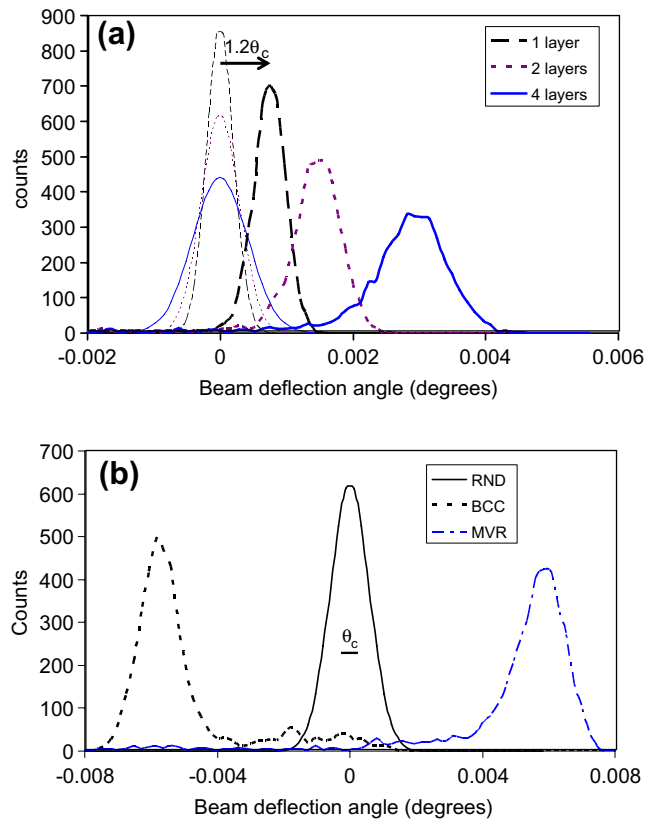 (a)
900
800
700
600
500
400
300
200
100
0
counts
1.2θc
1 layer
2 layers
4 layers
-0.002 0 0.002 0.004 0.006
Beam deflection angle (degrees)
(b)
700
600
500
400
300
200
100
0
Counts
RND
BCC
MVR
θc
-0.008 -0.004 0 0.004 0.008
Beam deflection angle (degrees)